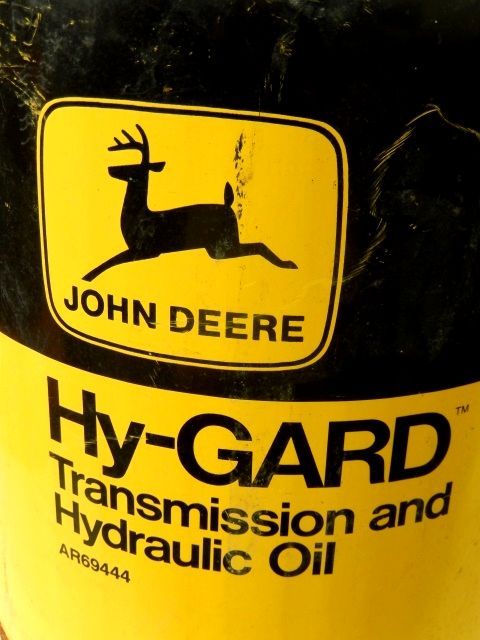 JOHN DEERE
Hy-GARD™
Transmission and
Hydraulic Oil
AR69444